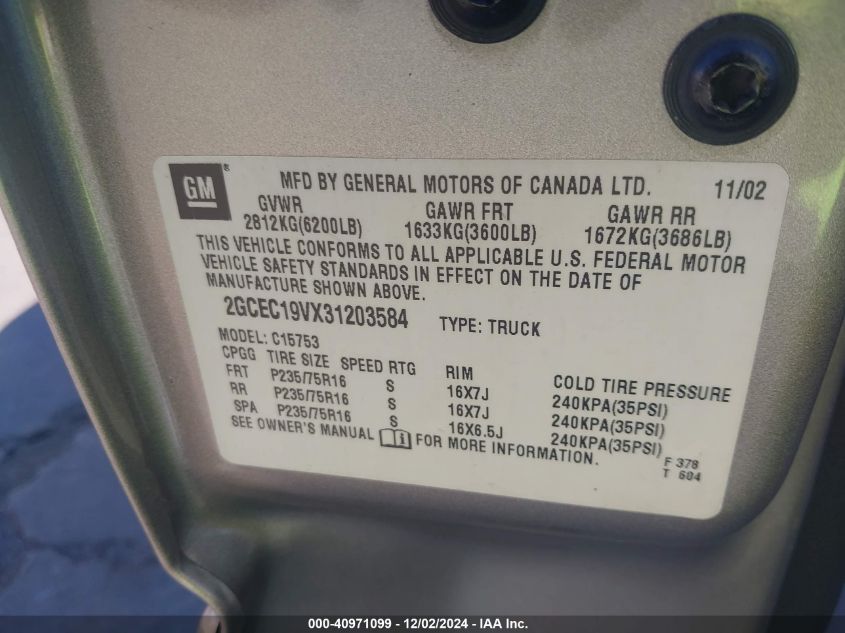 GM® MFD BY GENERAL MOTORS OF CANADA LTD. 11/02
GVWR GAWR FRT GAWR RR
2812KG(6200LB) 1633KG(3600LB) 1672KG(3686LB)
THIS VEHICLE CONFORMS TO ALL APPLICABLE U.S. FEDERAL MOTOR
VEHICLE SAFETY STANDARDS IN EFFECT ON THE DATE OF
MANUFACTURE SHOWN ABOVE.
2GCEC19VX31203584 TYPE: TRUCK
MODEL: C15753
CPGG TIRE SIZE SPEED RTG RIM COLD TIRE PRESSURE
FRT P235/75R16 S 16X7J 240KPA(35PSI)
RR P235/75R16 S 16X7J 240KPA(35PSI)
SPA P235/75R16 S 16X6.5J 240KPA(35PSI)
SEE OWNER'S MANUAL FOR MORE INFORMATION.
F 378
T 604
000-40971099 - 12/02/2024 - IAA Inc.